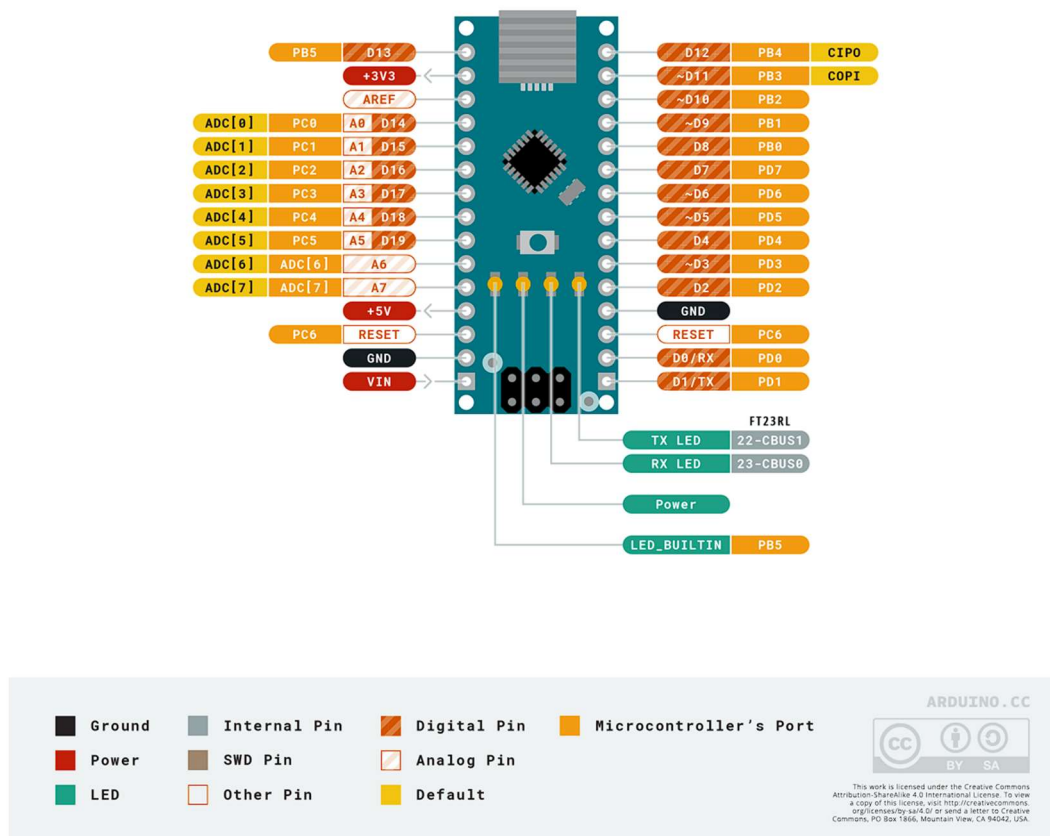 PB5 D13 D12 PB4 CIPO
+3V3 ~D11 PB3 COPI
AREF ~D10 PB2
ADC[0] PC0 A0 D14 ~D9 PB1
ADC[1] PC1 A1 D15 D8 PB0
ADC[2] PC2 A2 D16 D7 PD7
ADC[3] PC3 A3 D17 ~D6 PD6
ADC[4] PC4 A4 D18 ~D5 PD5
ADC[5] PC5 A5 D19 D4 PD4
ADC[6] ADC[6] A6 ~D3 PD3
ADC[7] ADC[7] A7 D2 PD2
+5V GND
PC6 RESET RESET PC6
GND D0/RX PD0
VIN D1/TX PD1
FT23RL
TX LED 22-CBUS1
RX LED 23-CBUS0
Power
LED_BUILTIN PB5
ARDUINO.CC
Ground Internal Pin Digital Pin Microcontroller's Port
Power SWD Pin Analog Pin
LED Other Pin Default
cc
BY SA
This work is licensed under the Creative Commons
Attribution-ShareAlike 4.0 International License. To view
a copy of this license, visit http://creativecommons.
org/licenses/by-sa/4.0/ or send a letter to Creative
Commons, PO Box 1866, Mountain View, CA 94042, USA.